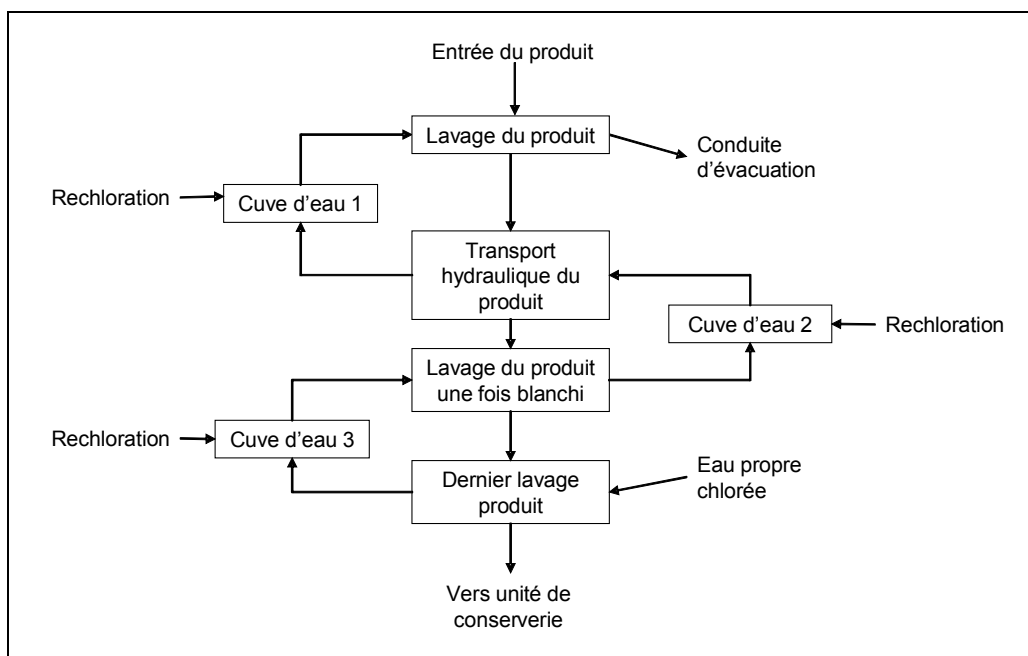 Entrée du produit
Lavage du produit
Conduite
d’évacuation
Rechloration
Cuve d’eau 1
Transport
hydraulique du
produit
Cuve d’eau 2
Rechloration
Lavage du produit
une fois blanchi
Rechloration
Cuve d’eau 3
Dernier lavage
produit
Eau propre
chlorée
Vers unité de
conserverie